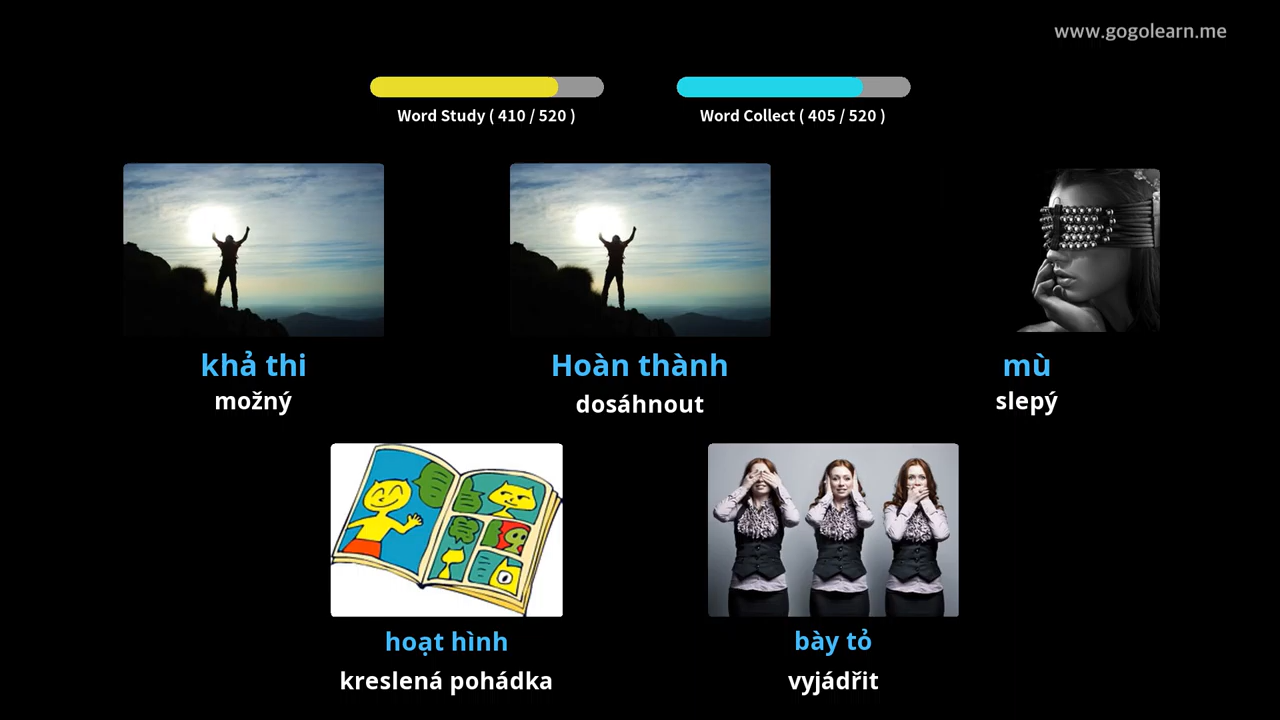 www.gogolearn.me
Word Study ( 410 / 520 )
Word Collect ( 405 / 520 )
khả thi
možný
Hoàn thành
dosáhnout
mù
slepý
hoạt hình
kreslená pohádka
bày tỏ
vyjádřit